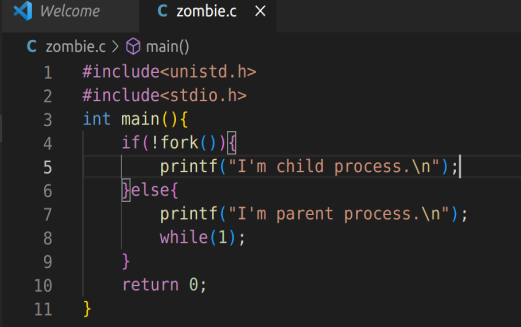 Welcome C zombie.c ×
C zombie.c > main()
1 #include<unistd.h>
2 #include<stdio.h>
3 int main(){
4 if(!fork()){
5 printf("I'm child process.\n");
6 }else{
7 printf("I'm parent process.\n");
8 while(1);
9 }
10 return 0;
11 }